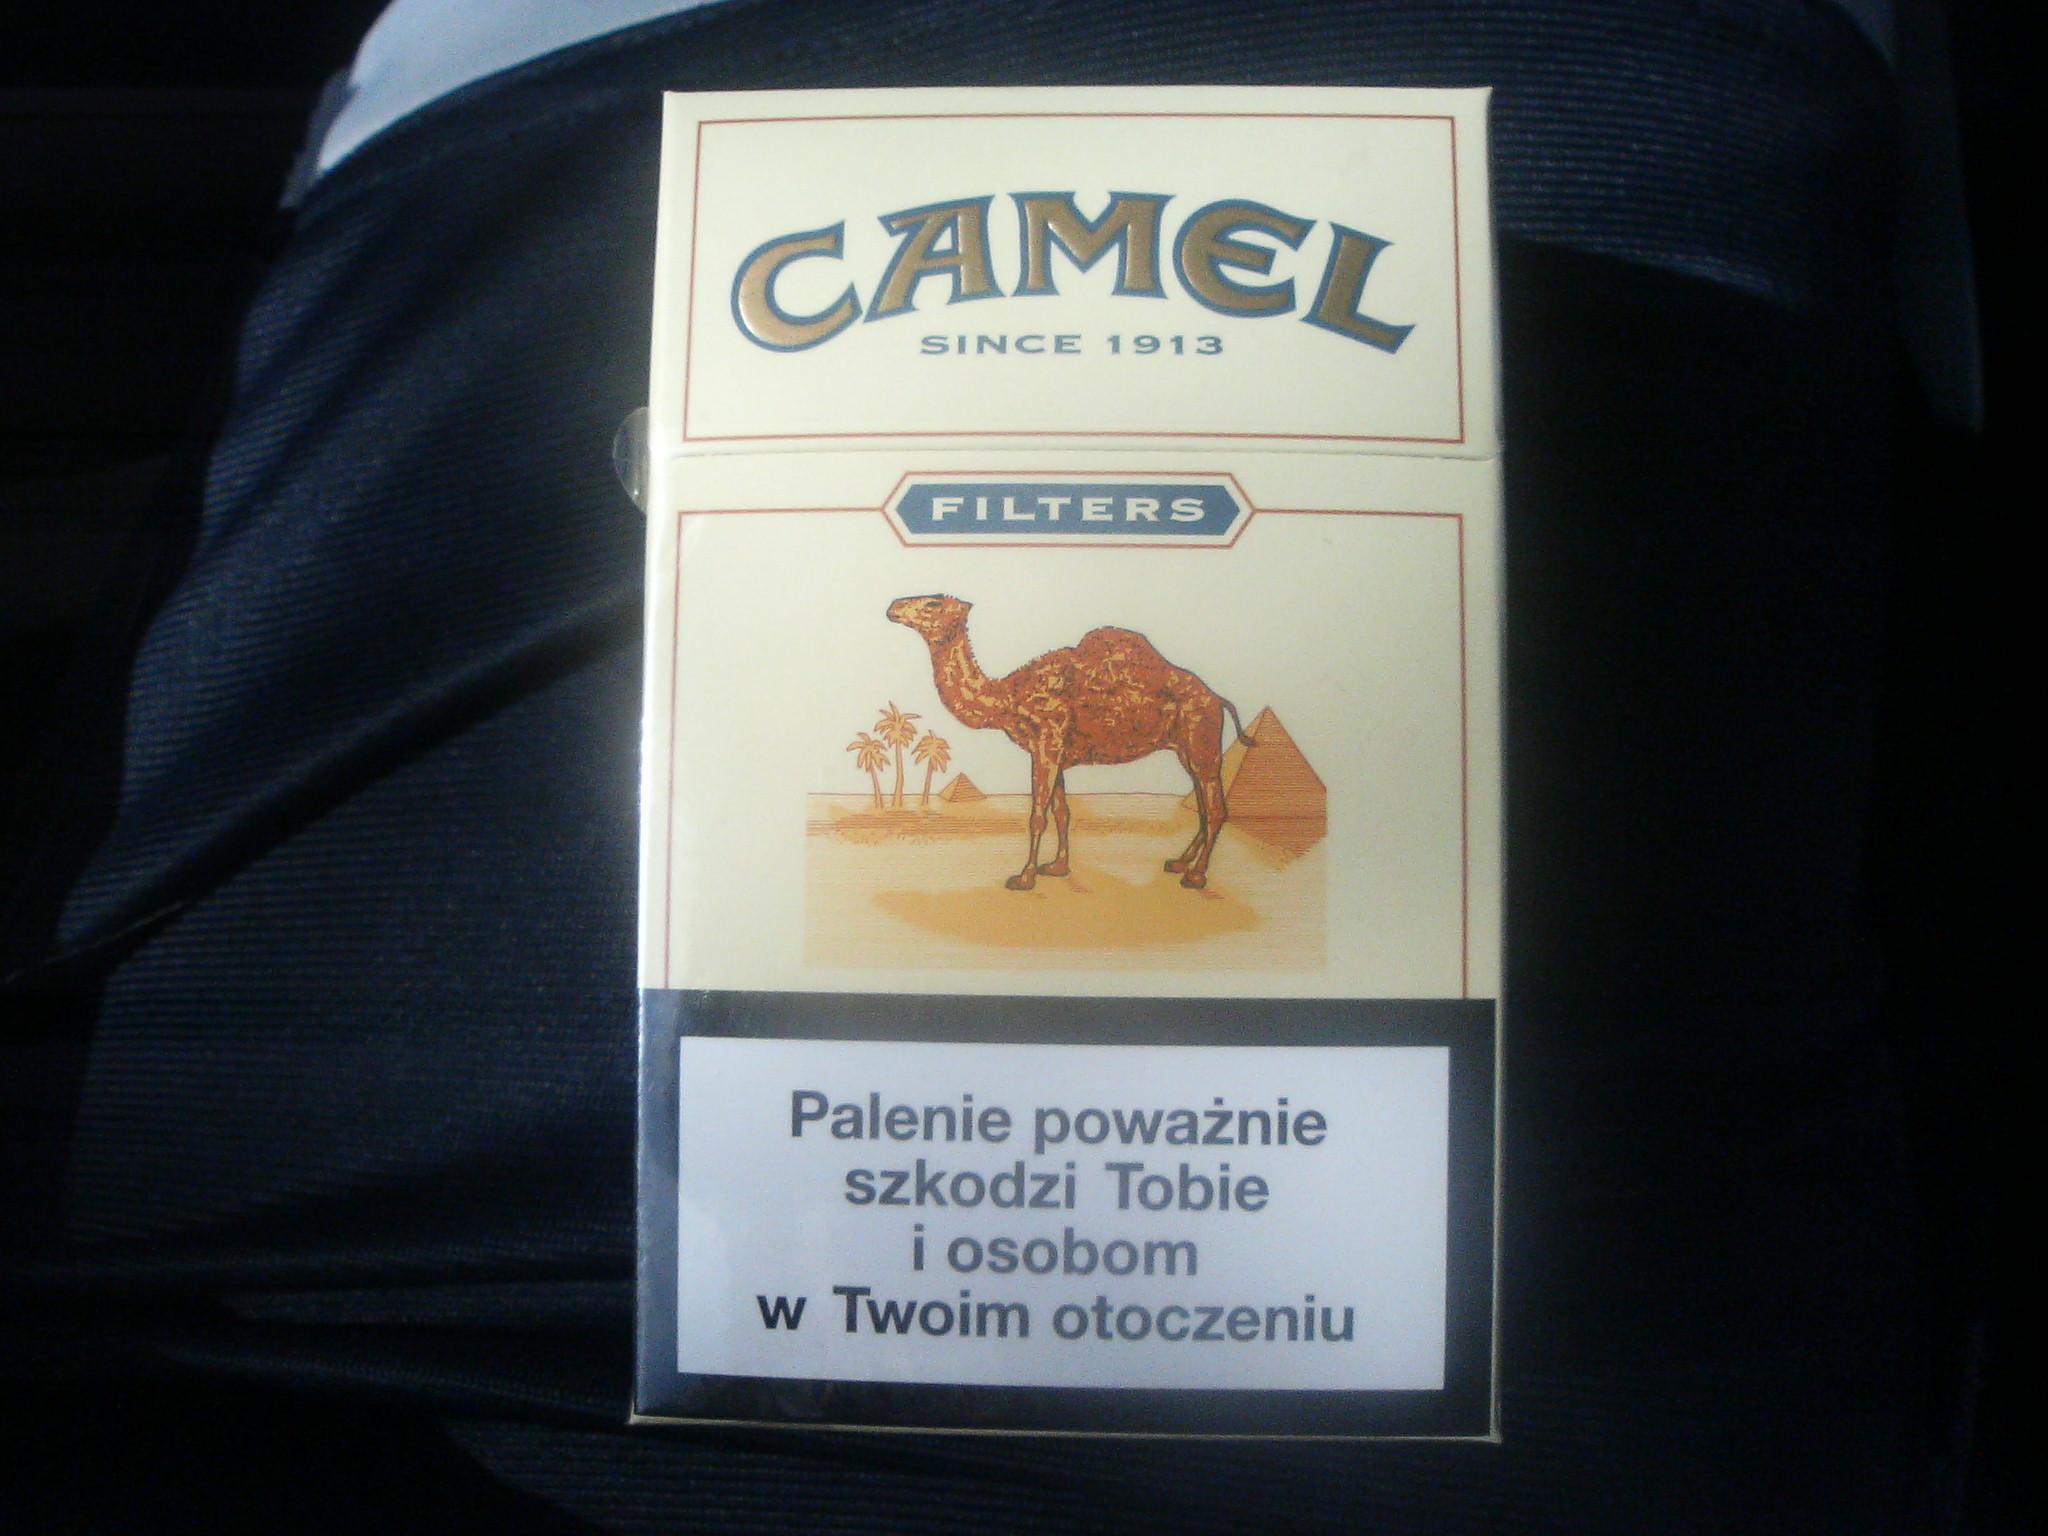 CAMEL
SINCE 1913
FILTERS
Palenie poważnie
szkodzi Tobie
i osobom
w Twoim otoczeniu